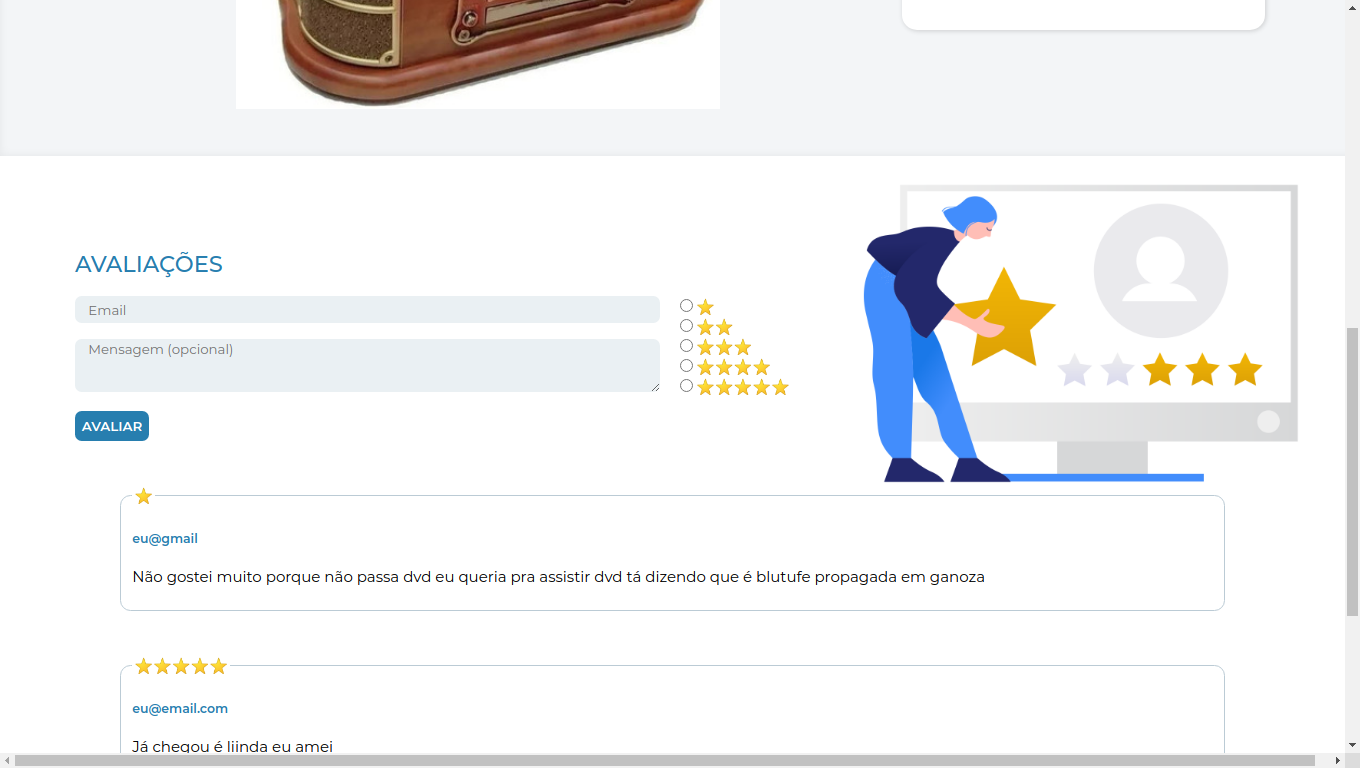 AVALIAÇÕES
Email
Mensagem (opcional)
AVALIAR
eu@gmail
Não gostei muito porque não passa dvd eu queria pra assistir dvd tá dizendo que é blutufe propagada em ganoza
eu@email.com
Já chegou é liinda eu amei